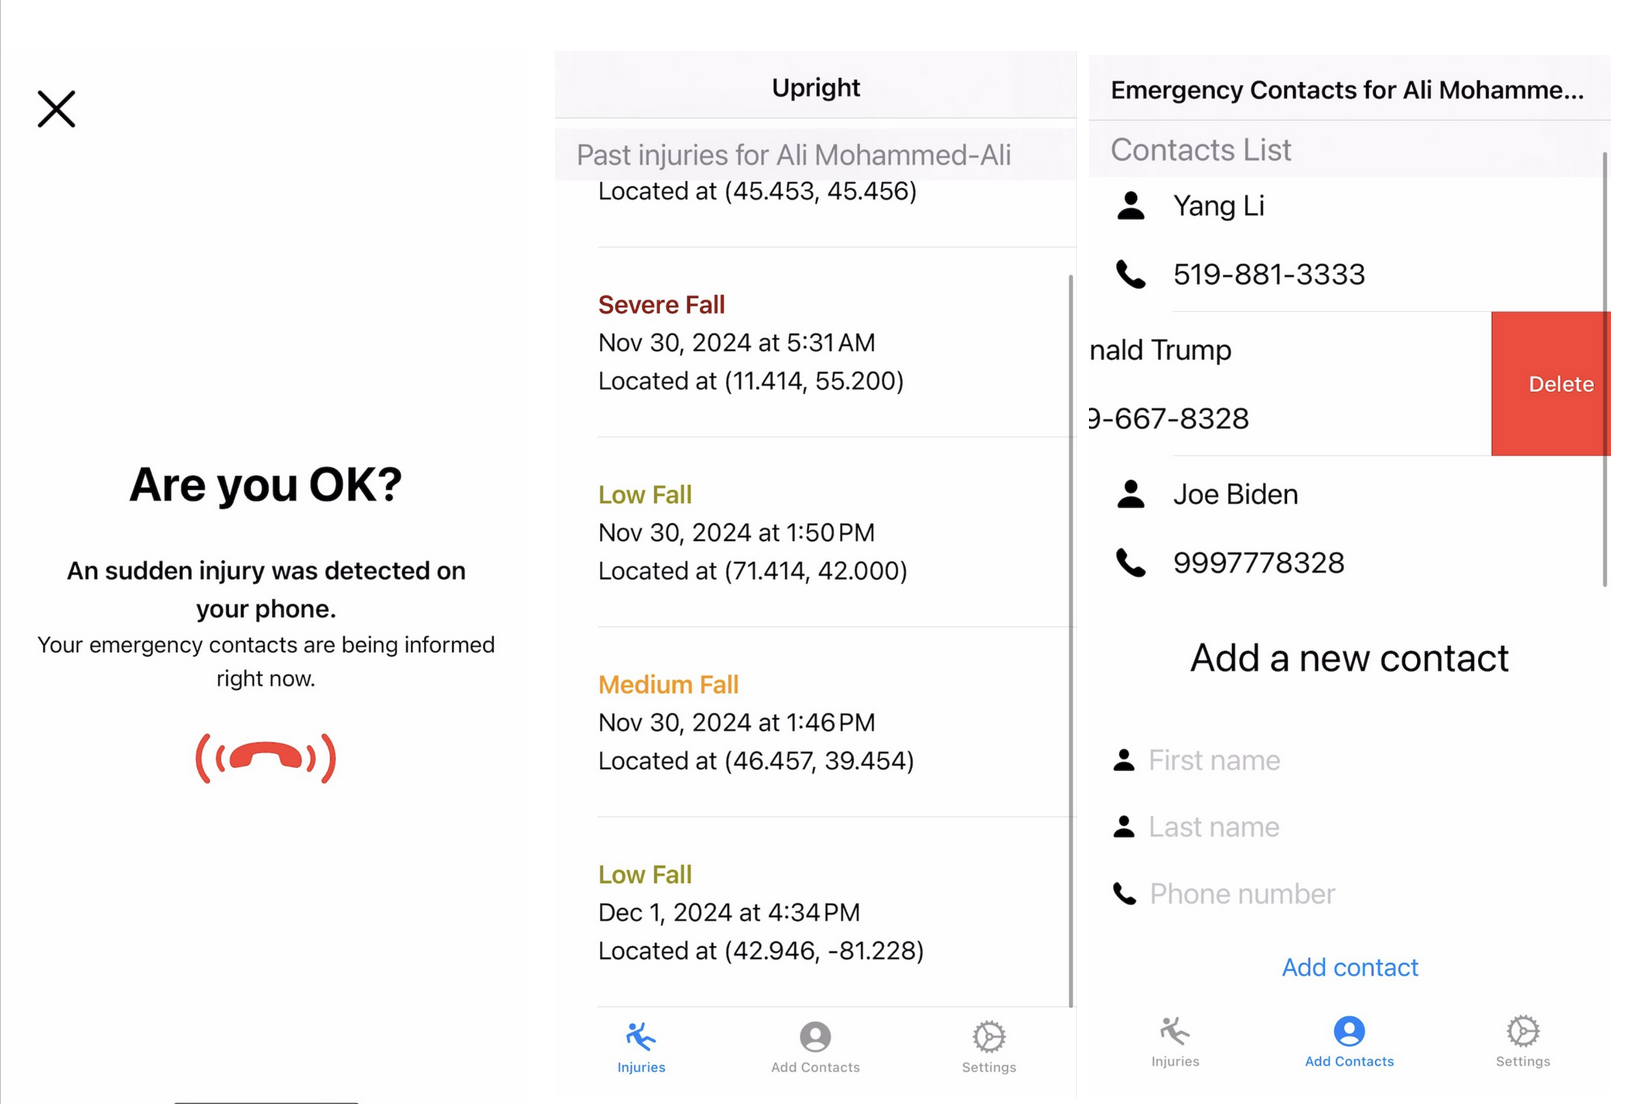 Are you OK?
An sudden injury was detected on
your phone.
Your emergency contacts are being informed
right now.
Upright
Past injuries for Ali Mohammed-Ali
Located at (45.453, 45.456)
Severe Fall
Nov 30, 2024 at 5:31 AM
Located at (11.414, 55.200)
Low Fall
Nov 30, 2024 at 1:50 PM
Located at (71.414, 42.000)
Medium Fall
Nov 30, 2024 at 1:46 PM
Located at (46.457, 39.454)
Low Fall
Dec 1, 2024 at 4:34 PM
Located at (42.946, -81.228)
Injuries
Add Contacts
Settings
Emergency Contacts for Ali Mohamme...
Contacts List
Yang Li
519-881-3333
nald Trump
9-667-8328
Delete
Joe Biden
9997778328
Add a new contact
First name
Last name
Phone number
Add contact
Injuries
Add Contacts
Settings